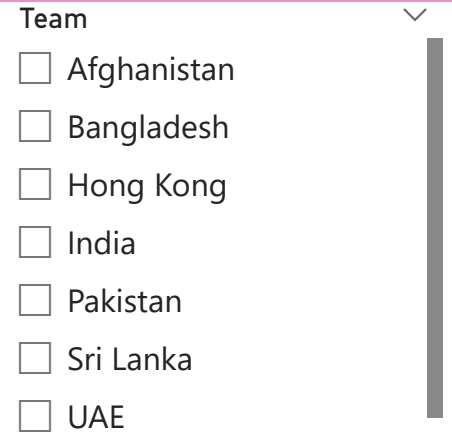 Team
Afghanistan
Bangladesh
Hong Kong
India
Pakistan
Sri Lanka
UAE